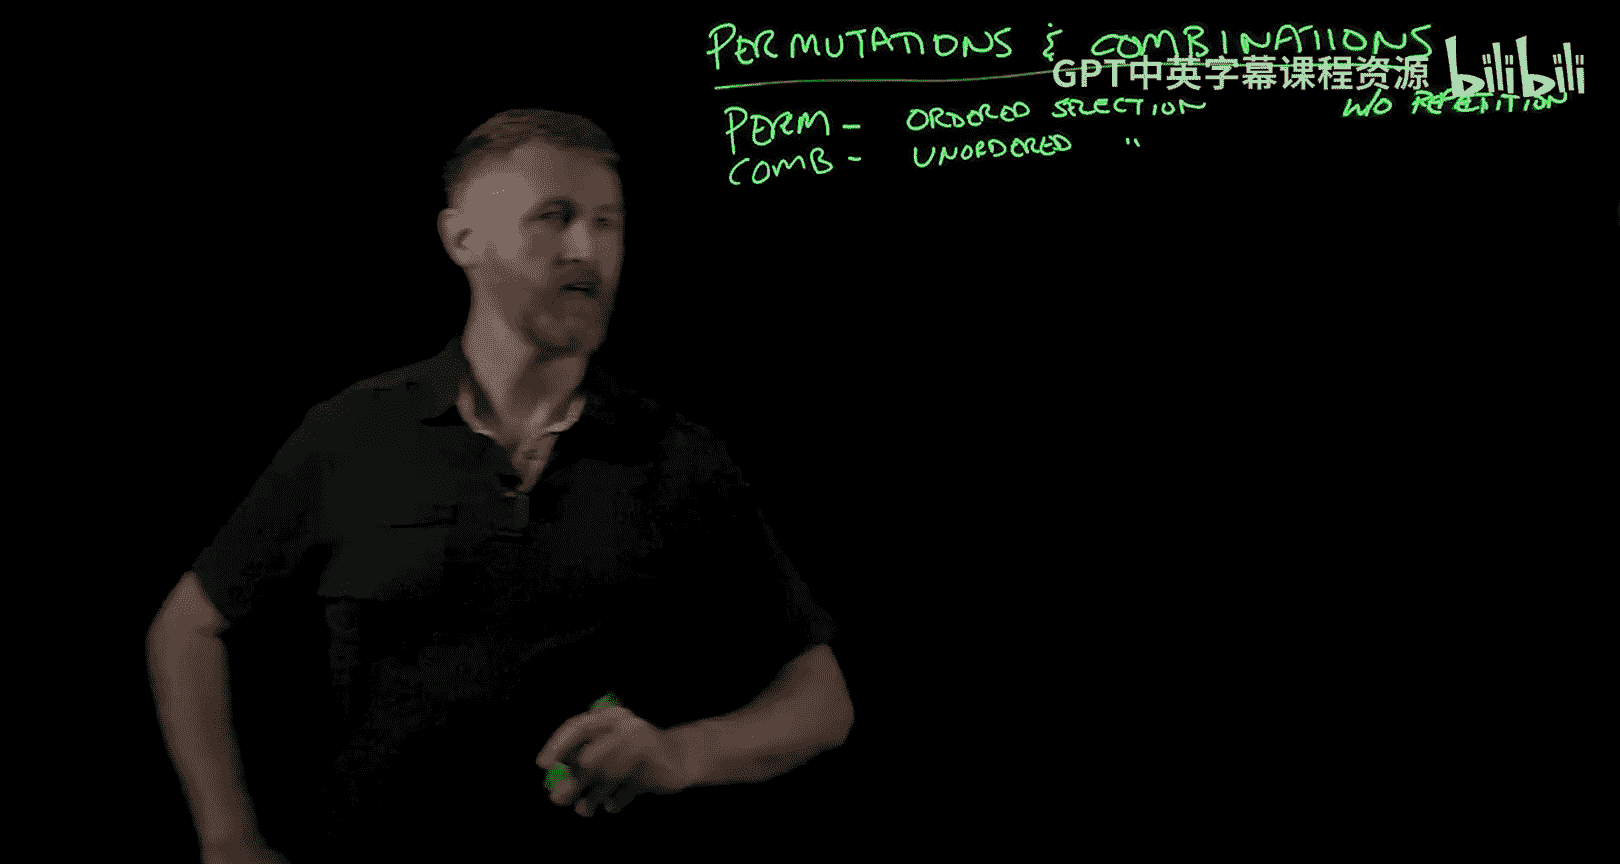 PERMUTATIONS & COMBINATIONS
GPT中英字幕课程资源 bilibili
PERM - ORDERED SELECTION W/O REPETITION
COMB - UNORDERED "